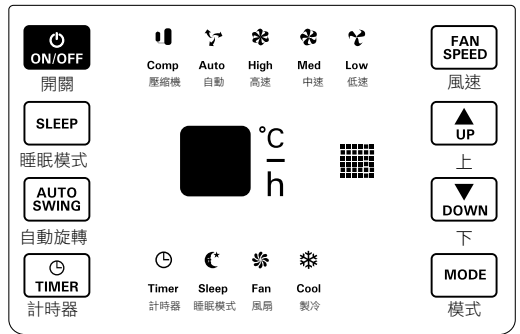 ON/OFF
開關
SLEEP
睡眠模式
AUTO
SWING
自動旋轉
TIMER
計時器
Comp Auto High Med Low
壓縮機 自動 高速 中速 低速
°C
h
Timer Sleep Fan Cool
計時器 睡眠模式 風扇 製冷
FAN
SPEED
風速
UP
上
DOWN
下
MODE
模式